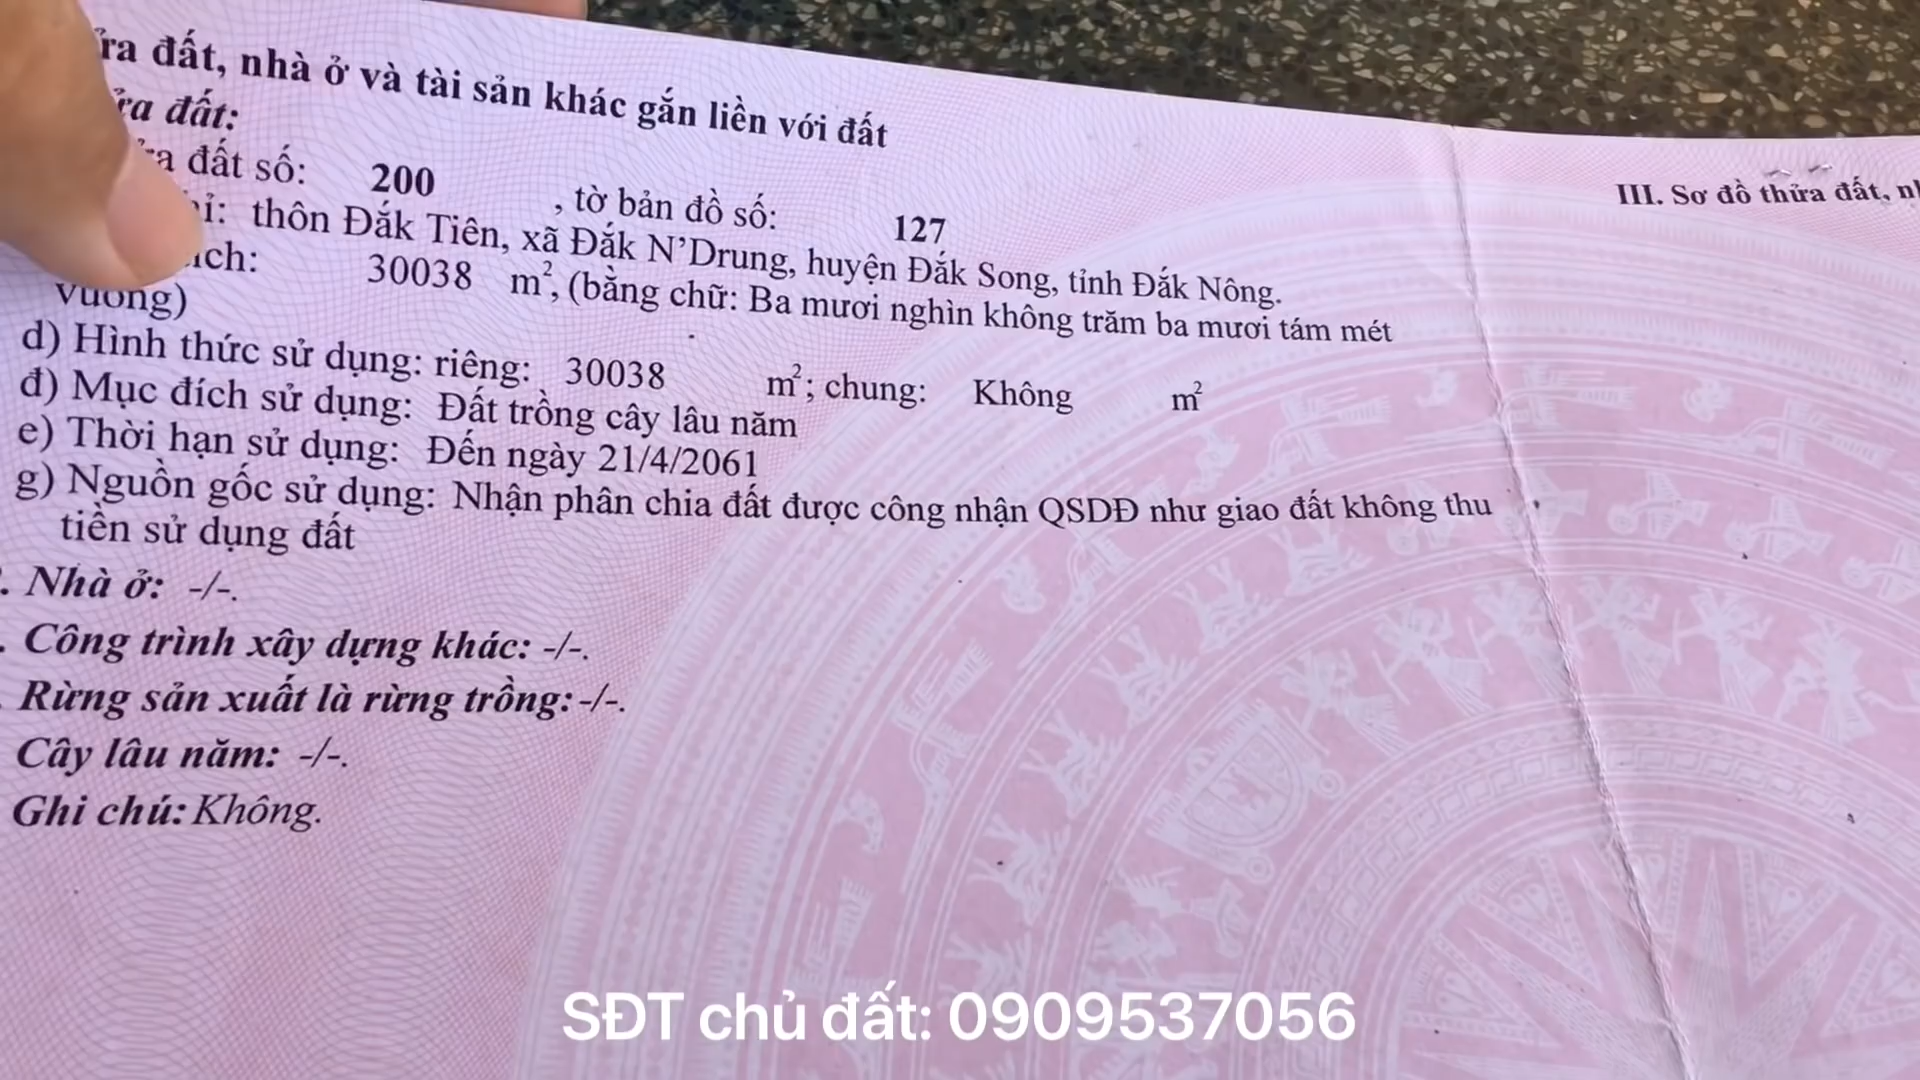 đất, nhà ở và tài sản khác gắn liền với đất
đất:
đất số: 200 , tờ bản đồ số: 127
thôn Đắk Tiên, xã Đắk N’Drung, huyện Đắk Song, tỉnh Đắk Nông.
30038 m², (bằng chữ: Ba mươi nghìn không trăm ba mươi tám mét
vuông)
d) Hình thức sử dụng: riêng: 30038 m²; chung: Không m²
đ) Mục đích sử dụng: Đất trồng cây lâu năm
e) Thời hạn sử dụng: Đến ngày 21/4/2061
g) Nguồn gốc sử dụng: Nhận phân chia đất được công nhận QSDĐ như giao đất không thu
tiền sử dụng đất
. Nhà ở: -/-.
. Công trình xây dựng khác: -/-.
Rừng sản xuất là rừng trồng: -/-.
Cây lâu năm: -/-.
Ghi chú: Không.
III. Sơ đồ thửa đất,
SĐT chủ đất: 0909537056